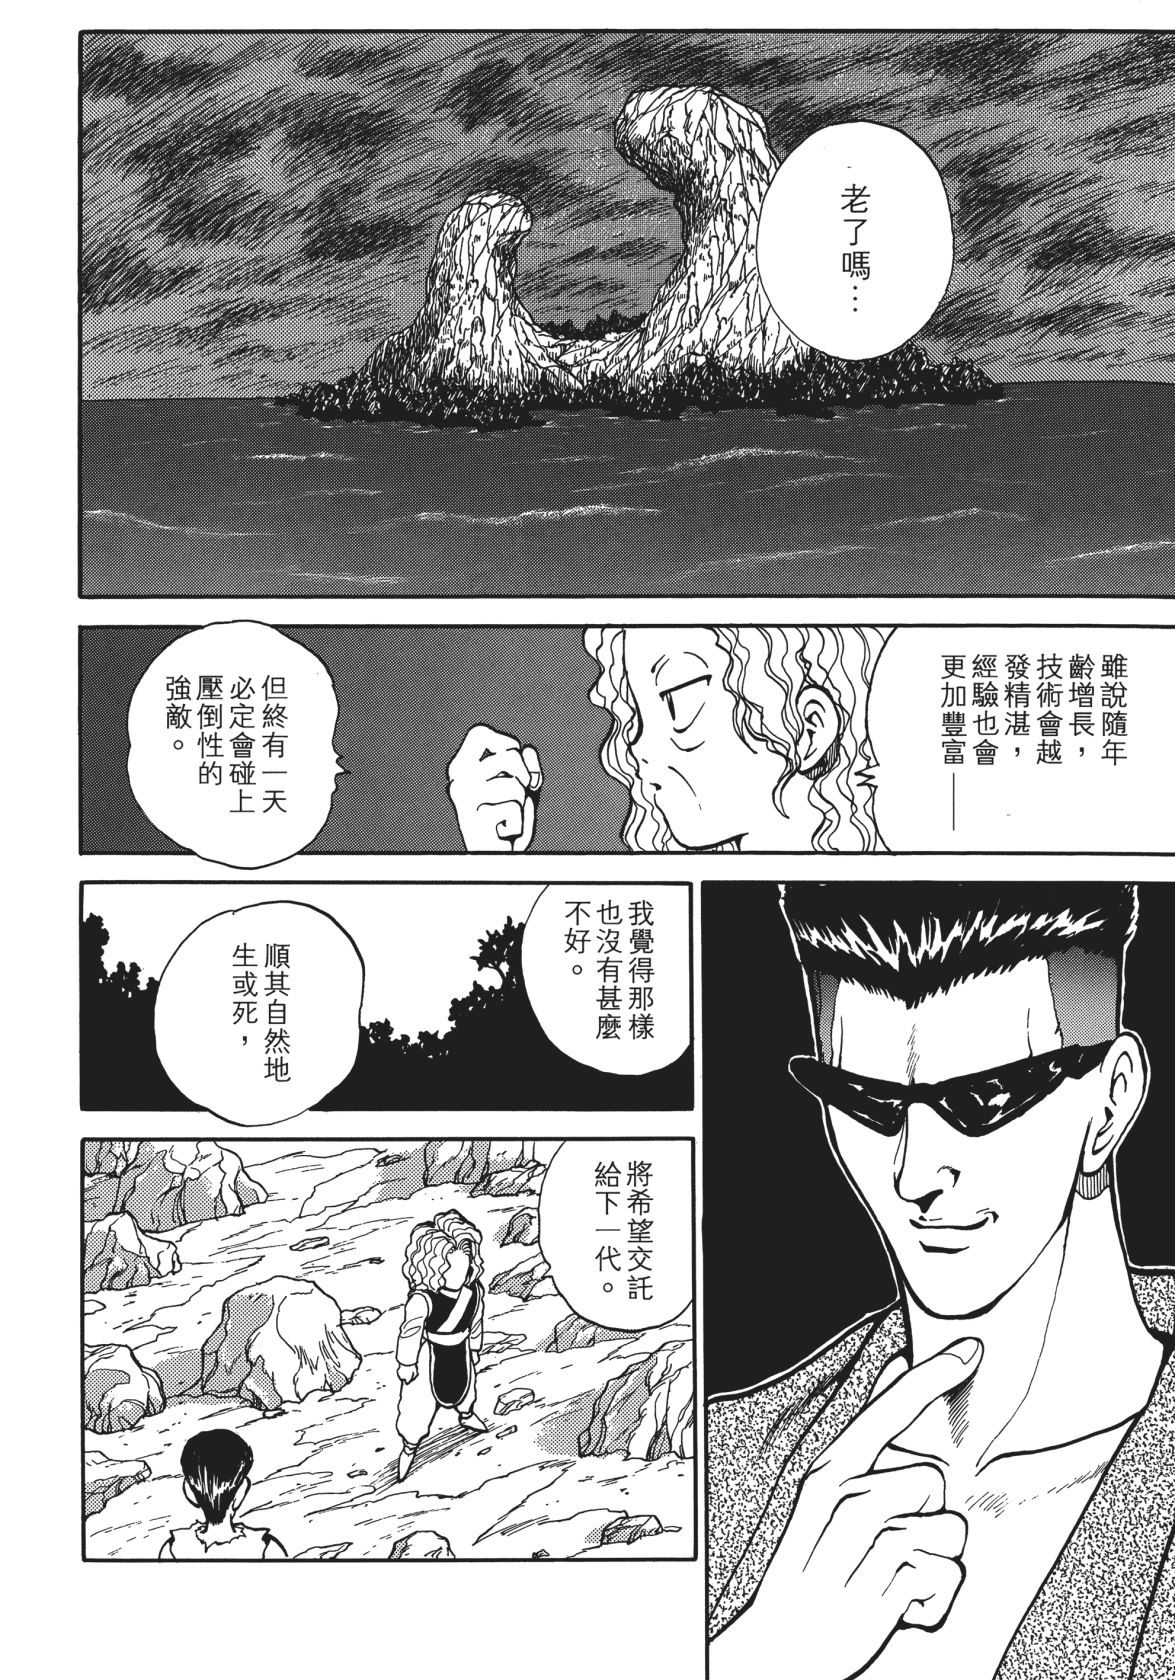 老了嗎…
雖說隨年
齡增長，
技術會越
發精湛，
經驗也會
更加豐富——
但終有一天
必定會碰上
壓倒性的
強敵。
我覺得那樣
也沒有甚麼
不好。
順其自然地
生或死，
將希望交託
給下一代。